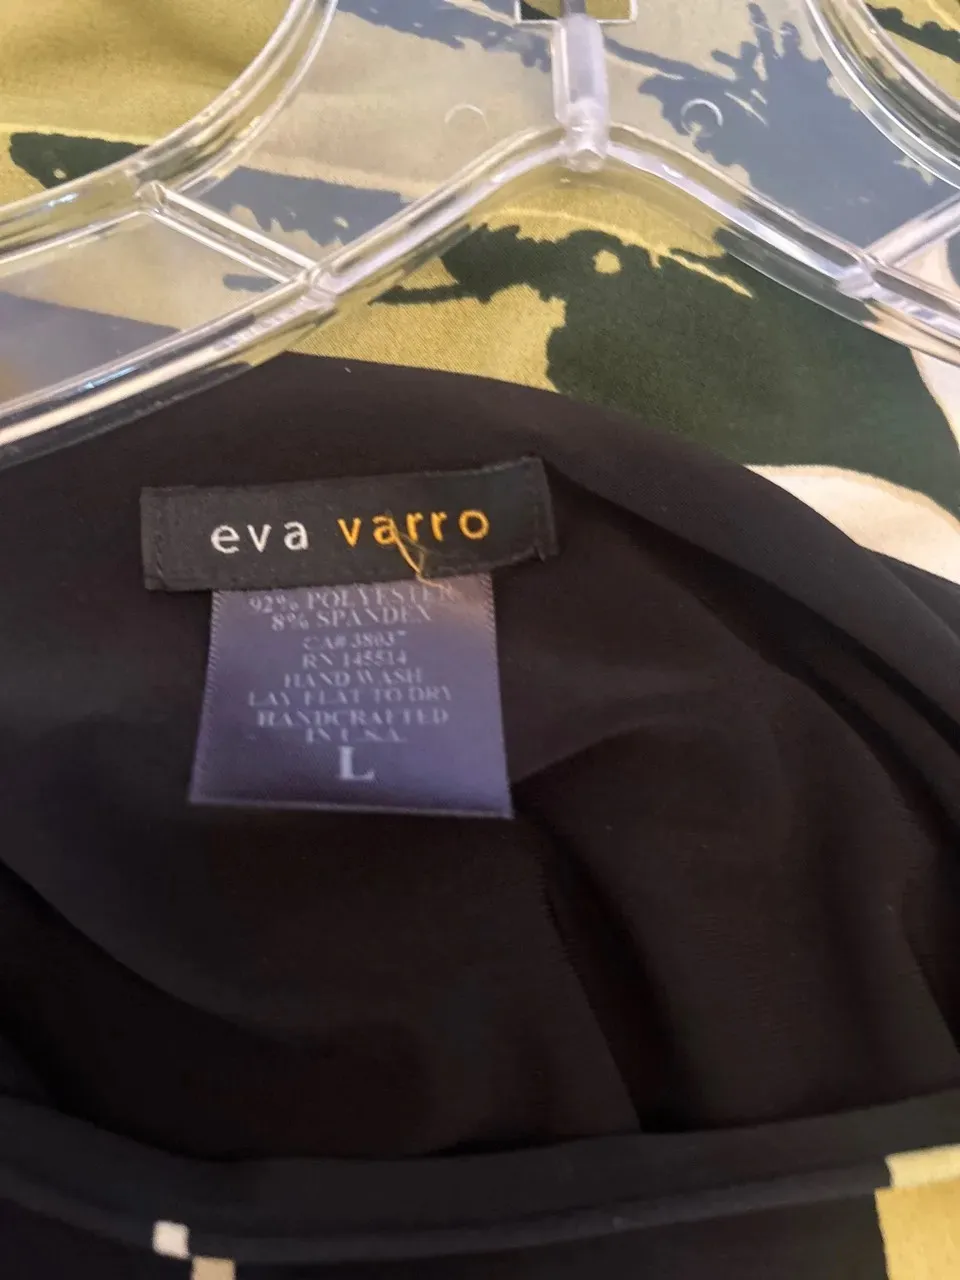 eva varro
92% POLYESTER
8% SPANDEX
CA# 38037
RN 145514
HAND WASH
LAY FLAT TO DRY
HANDCRAFTED
IN U.S.A.
L